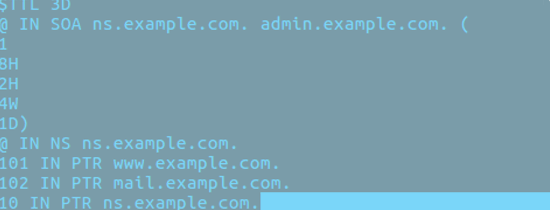 $TTL 3D
@ IN SOA ns.example.com. admin.example.com. (
1
8H
2H
4W
1D)
@ IN NS ns.example.com.
101 IN PTR www.example.com.
102 IN PTR mail.example.com.
10 IN PTR ns.example.com.